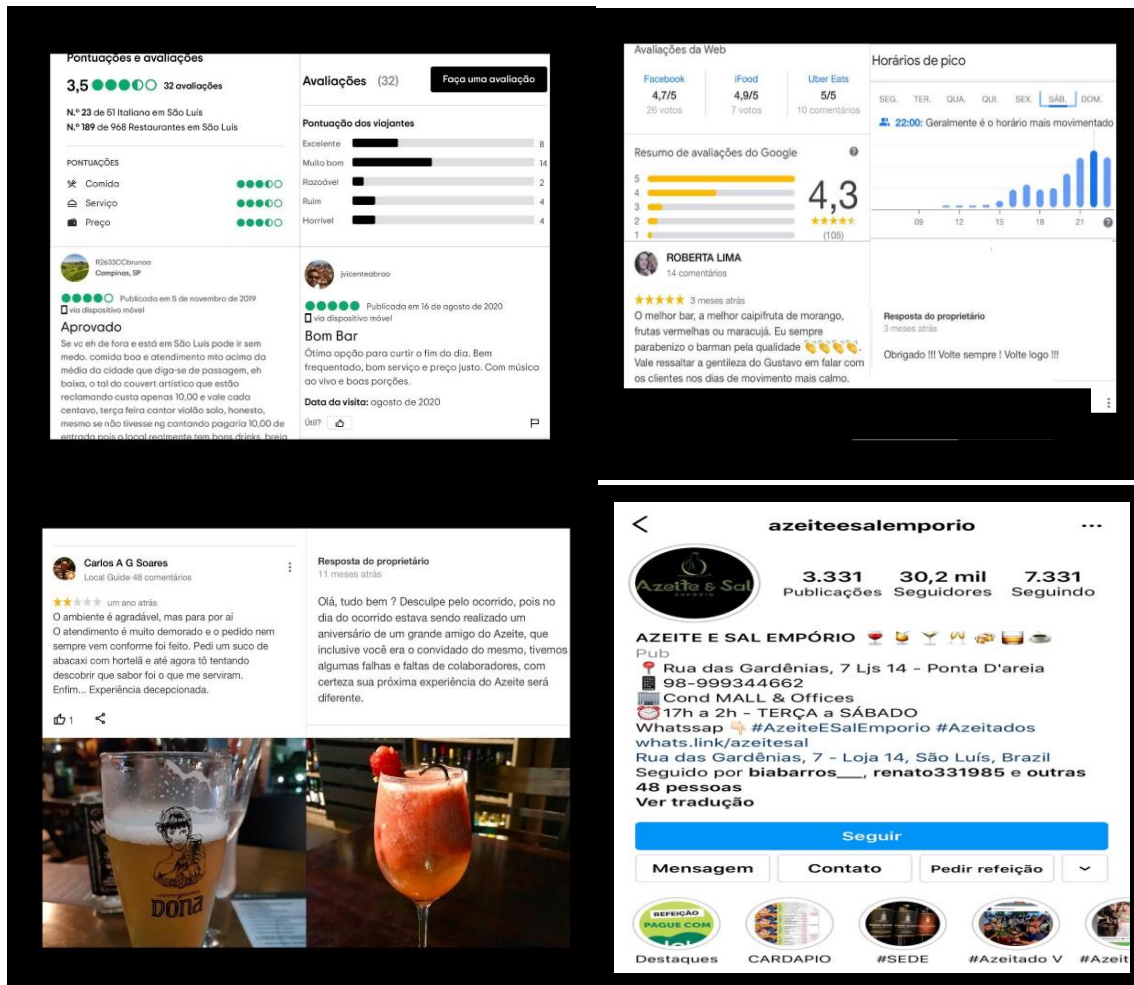 Pontuações e avaliações
3,5 32 avaliações
N.º 23 de 51 Italiana em São Luís
N.º 189 de 968 Restaurantes em São Luís
PONTUAÇÕES
Comida
Serviço
Preço
Avaliações (32)
Faça uma avaliação
Pontuação dos viajantes
Excelente 8
Muito bom 14
Razoável 2
Ruim 4
Horrível 4
R2633CCbrunoa
Campinas, SP
Publicada em 5 de novembro de 2019
via dispositivo móvel
Aprovado
Se vc eh de fora e está em São Luis pode ir sem
medo. comida boa e atendimento mto acima da
média da cidade que diga-se de passagem, eh
baixa, o tal do couvert artístico que estão
reclamando custa apenas 10,00 e vale cada
centavo, terça feira cantor violão solo, honesto,
mesmo se não tivesse ng cantando pagaria 10,00 de
entrada pois o local realmente tem bons drinks, breja
jvicenteabrao
Publicada em 16 de agosto de 2020
via dispositivo móvel
Bom Bar
Ótima opção para curtir o fim do dia. Bem
frequentado, bom serviço e preço justo. Com música
ao vivo e boas porções.
Data da visita: agosto de 2020
Útil?
Avaliações da Web
Facebook
4,7/5
26 votos
iFood
4,9/5
7 votos
Uber Eats
5/5
10 comentários
Resumo de avaliações do Google
5
4
3
2
1
4,3
(105)
Horários de pico
SEG. TER. QUA. QUI. SEX. SÁB. DOM.
22:00: Geralmente é o horário mais movimentado
09 12 15 18 21
ROBERTA LIMA
14 comentários
3 meses atrás
O melhor bar, a melhor caipifruta de morango,
frutas vermelhas ou maracujá. Eu sempre
parabenizo o barman pela qualidade 👏👏👏👏.
Vale ressaltar a gentileza do Gustavo em falar com
os clientes nos dias de movimento mais calmo.
Resposta do proprietário
3 meses atrás
Obrigado !!! Volte sempre ! Volte logo !!!
Carlos A G Soares
Local Guide·48 comentários
um ano atrás
O ambiente é agradável, mas para por aí
O atendimento é muito demorado e o pedido nem
sempre vem conforme foi feito. Pedi um suco de
abacaxi com hortelã e até agora tô tentando
descobrir que sabor foi o que me serviram.
Enfim... Experiência decepcionada.
1
Resposta do proprietário
11 meses atrás
Olá, tudo bem ? Desculpe pelo ocorrido, pois no
dia do ocorrido estava sendo realizado um
aniversário de um grande amigo do Azeite, que
inclusive você era o convidado do mesmo, tivemos
algumas falhas e faltas de colaboradores, com
certeza sua próxima experiência do Azeite será
diferente.
DONA
azeiteesalemporio
Azeite & Sal
EMPÓRIO
3.331 30,2 mil 7.331
Publicações Seguidores Seguindo
AZEITE E SAL EMPÓRIO
Pub
Rua das Gardênias, 7 Ljs 14 - Ponta D'areia
98-999344662
Cond MALL & Offices
17h a 2h - TERÇA a SÁBADO
Whatssap 👇🏻 #AzeiteESalEmporio #Azeitados
whats.link/azeitesal
Rua das Gardênias, 7 - Loja 14, São Luís, Brazil
Seguido por biabarros___, renato331985 e outras
48 pessoas
Ver tradução
Seguir
Mensagem
Contato
Pedir refeição
REFEIÇÃO
PAGUE COM
Destaques
CARDAPIO
#SEDE
#Azeitado V
#Azeit